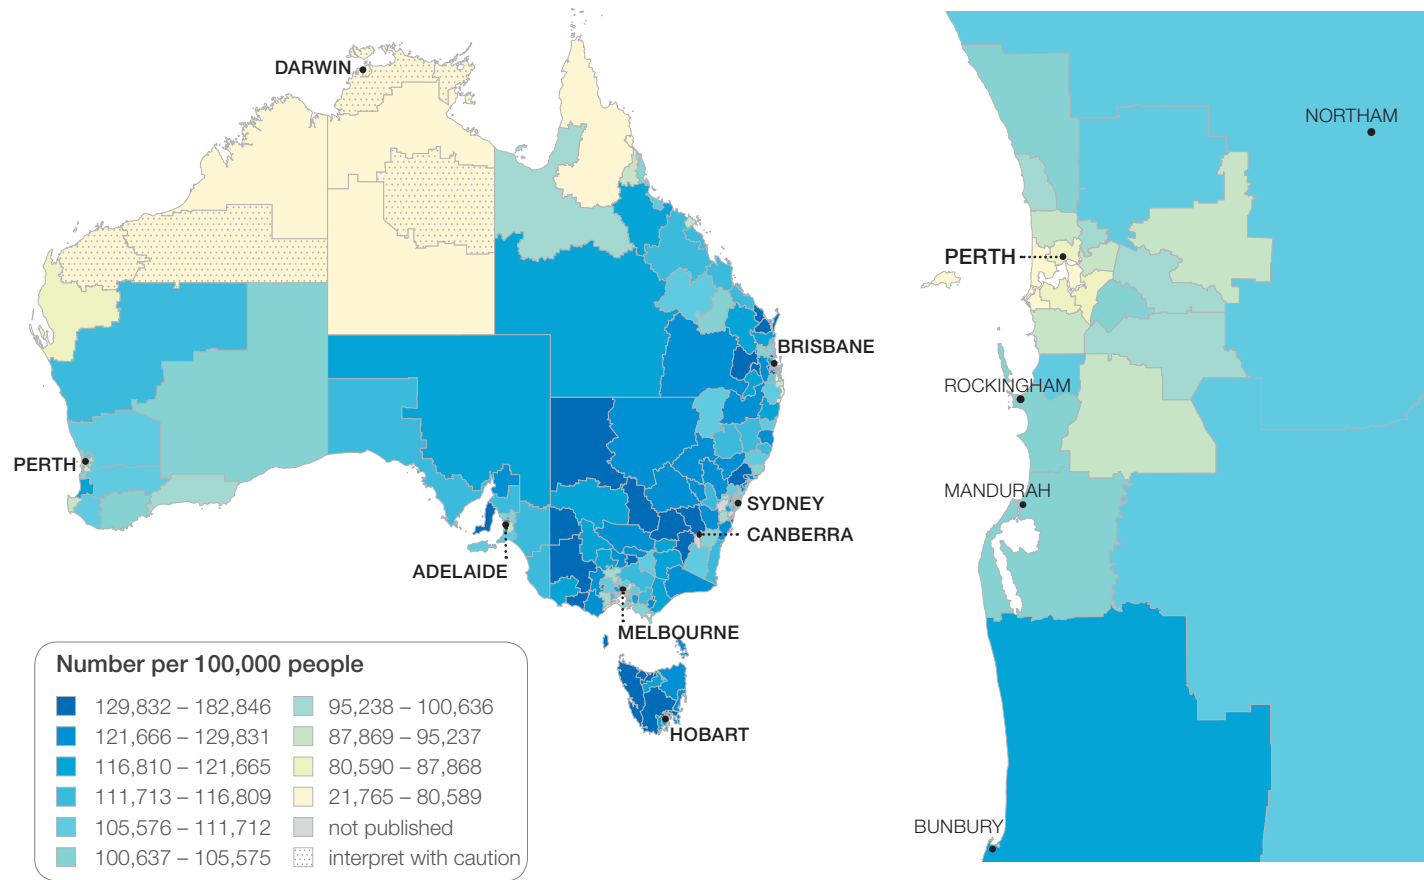 DARWIN
BRISBANE
PERTH
SYDNEY
CANBERRA
ADELAIDE
MELBOURNE
HOBART
Number per 100,000 people
129,832 – 182,846
121,666 – 129,831
116,810 – 121,665
111,713 – 116,809
105,576 – 111,712
100,637 – 105,575
95,238 – 100,636
87,869 – 95,237
80,590 – 87,868
21,765 – 80,589
not published
interpret with caution
NORTHAM
PERTH
ROCKINGHAM
MANDURAH
BUNBURY